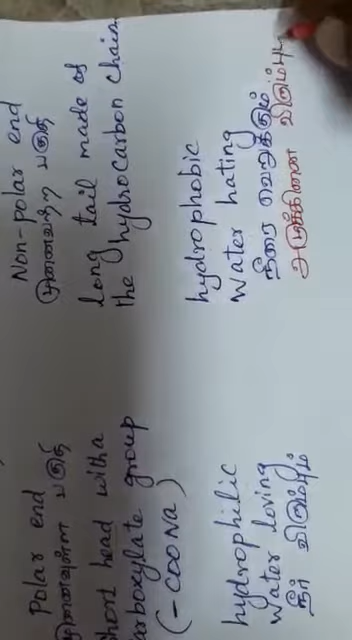 Polar end
முனைவுள்ள பகுதி
short head with a
carboxylate group
(-COONa)
hydrophilic
Water loving
நீர் விரும்பும்
Non-polar end
முனைவற்ற பகுதி
long tail made of
the hydrocarbon chain
hydrophobic
Water hating
நீரை வெறுக்கும்
அழுக்கினை